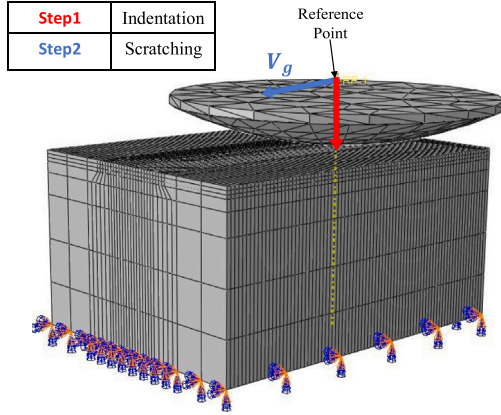 Step1 Indentation
Step2 Scratching
Reference
Point
Vg